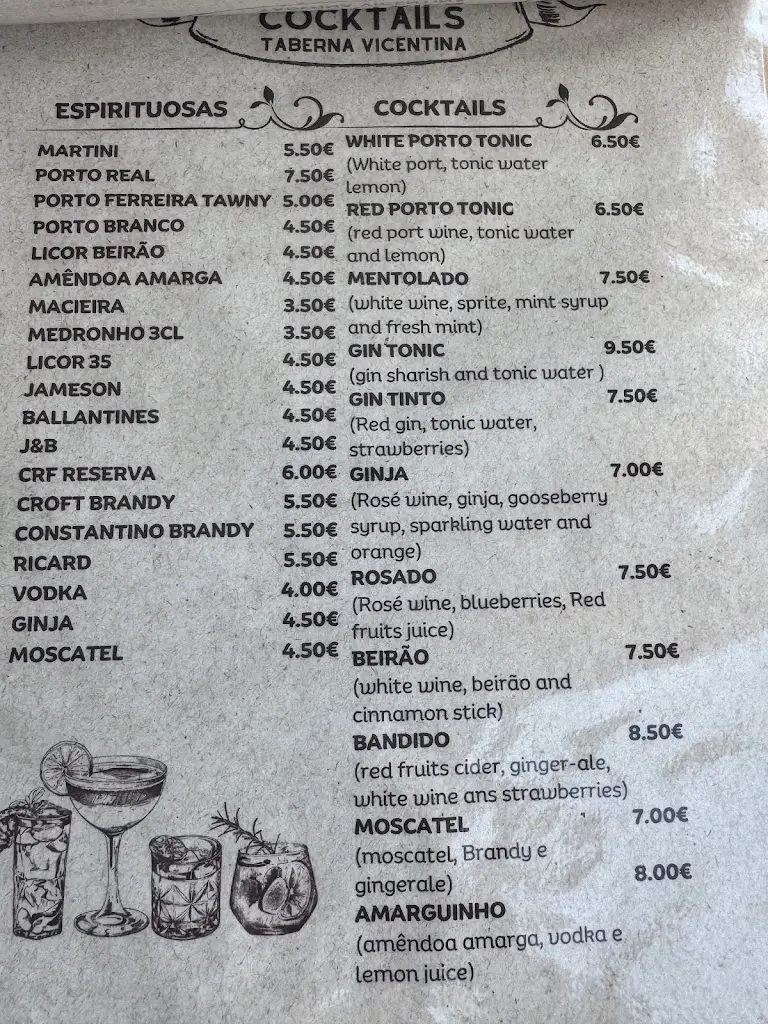 COCKTAILS
TABERNA VICENTINA
ESPIRITUOSAS
MARTINI 5.50€
PORTO REAL 7.50€
PORTO FERREIRA TAWNY 5.00€
PORTO BRANCO 4.50€
LICOR BEIRÃO 4.50€
AMÊNDOA AMARGA 4.50€
MACIEIRA 3.50€
MEDRONHO 3CL 3.50€
LICOR 35 4.50€
JAMESON 4.50€
BALLANTINES 4.50€
J&B 4.50€
CRF RESERVA 6.00€
CROFT BRANDY 5.50€
CONSTANTINO BRANDY 5.50€
RICARD 5.50€
VODKA 4.00€
GINJA 4.50€
MOSCATEL 4.50€
COCKTAILS
WHITE PORTO TONIC 6.50€
(White port, tonic water
lemon)
RED PORTO TONIC 6.50€
(red port wine, tonic water
and lemon)
MENTOLADO 7.50€
(white wine, sprite, mint syrup
and fresh mint)
GIN TONIC 9.50€
(gin sharish and tonic water )
GIN TINTO 7.50€
(Red gin, tonic water,
strawberries)
GINJA 7.00€
(Rosé wine, ginja, gooseberry
syrup, sparkling water and
orange)
ROSADO 7.50€
(Rosé wine, blueberries, Red
fruits juice)
BEIRÃO 7.50€
(white wine, beirão and
cinnamon stick)
BANDIDO 8.50€
(red fruits cider, ginger-ale,
white wine ans strawberries)
MOSCATEL 7.00€
(moscatel, Brandy e
gingerale) 8.00€
AMARGUINHO
(amêndoa amarga, vodka e
lemon juice)